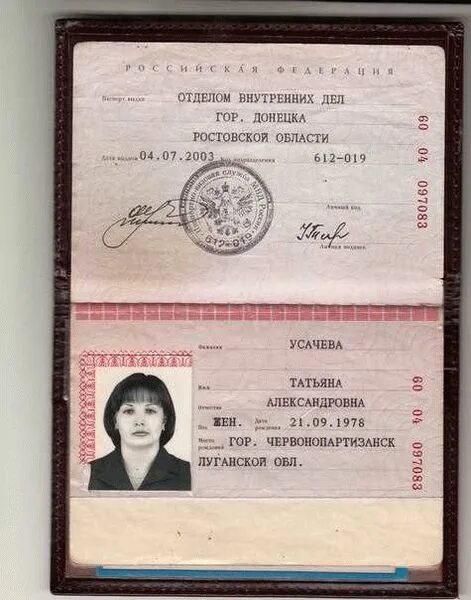 РОССИЙСКАЯ ФЕДЕРАЦИЯ
Паспорт выдан ОТДЕЛОМ ВНУТРЕННИХ ДЕЛ
ГОР. ДОНЕЦКА
РОСТОВСКОЙ ОБЛАСТИ
Дата выдачи 04.07.2003 Код подразделения 612-019
Личный код
Личная подпись
60 04 097083
Фамилия УСАЧЕВА
Имя ТАТЬЯНА
Отчество АЛЕКСАНДРОВНА
Пол ЖЕН. Дата рождения 21.09.1978
Место рождения ГОР. ЧЕРВОНОПАРТИЗАНСК
ЛУГАНСКОЙ ОБЛ.
60 04 097083